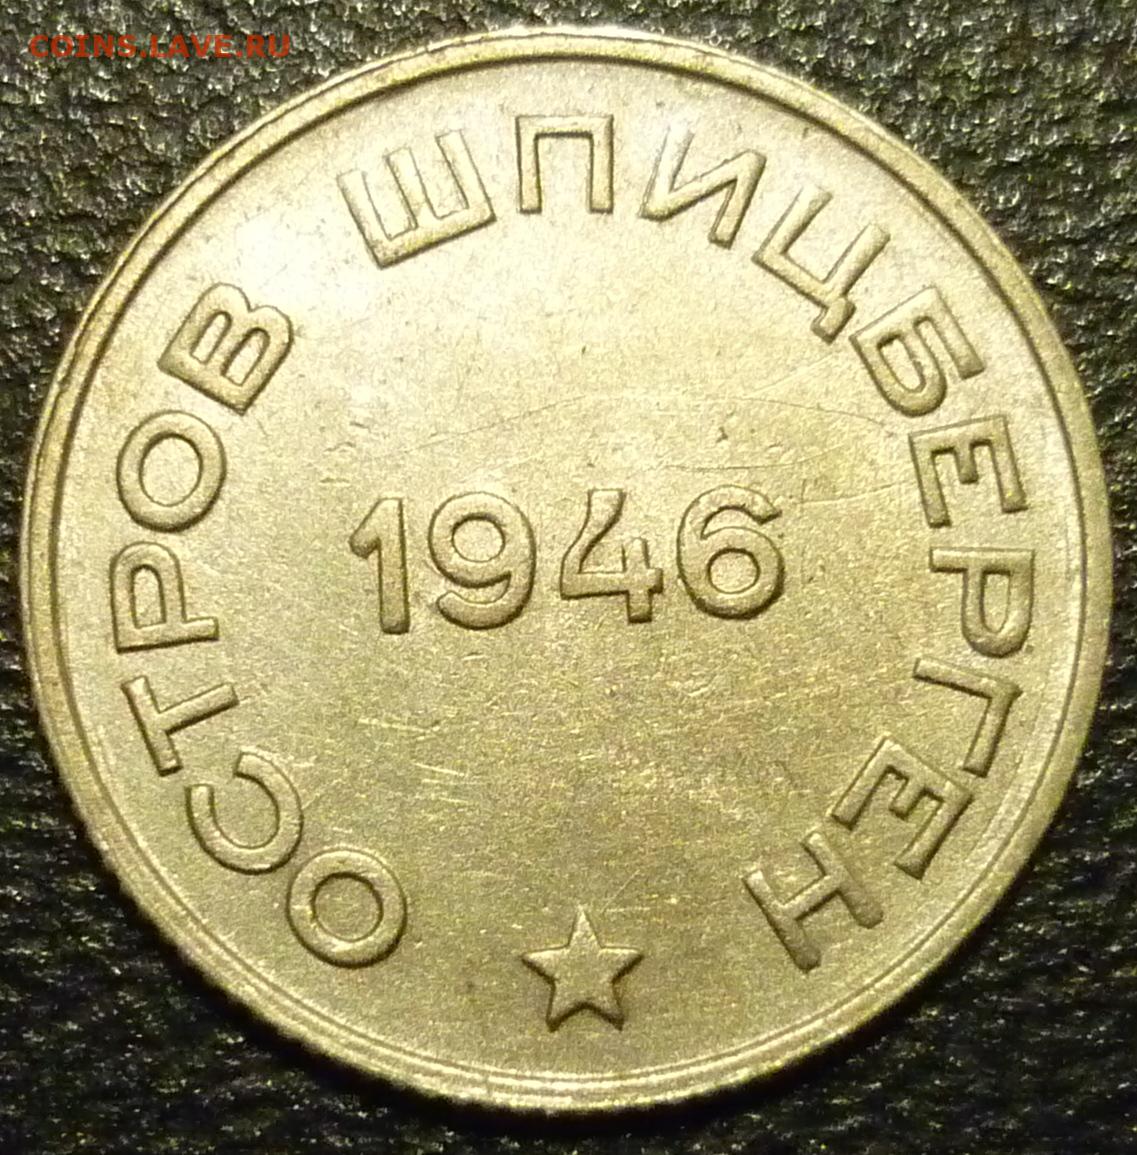 COINS.LAVE.RU
ОСТРОВ ШПИЦБЕРГЕН
1946